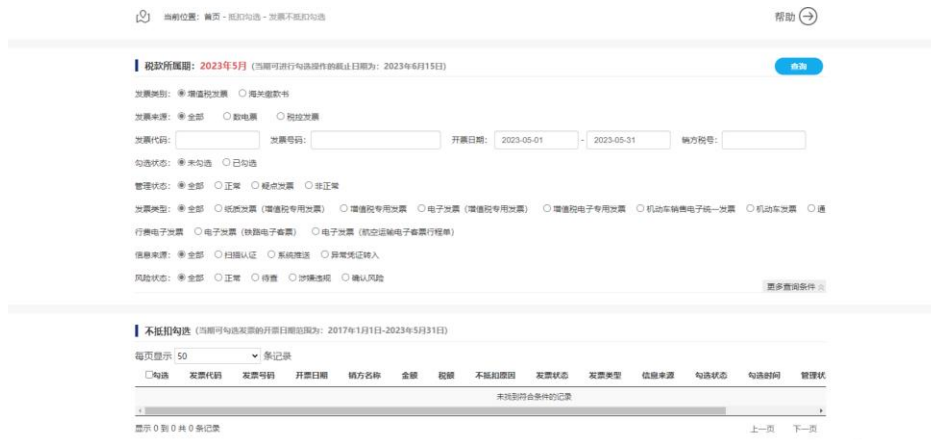 当前位置：首页 - 抵扣勾选 - 发票不抵扣勾选
帮助
税款所属期：2023年5月 (当期可进行勾选操作的截止日期为：2023年6月15日)
查询
发票类别： 增值税发票 海关缴款书
发票来源： 全部 数电票 税控发票
发票代码： 发票号码： 开票日期： 2023-05-01 - 2023-05-31 销方税号：
勾选状态： 未勾选 已勾选
管理状态： 全部 正常 疑点发票 非正常
发票类型： 全部 纸质发票（增值税专用发票） 增值税专用发票 电子发票（增值税专用发票） 增值税电子专用发票 机动车销售电子统一发票 机动车发票 通
行费电子发票 电子发票（铁路电子客票） 电子发票（航空运输电子客票行程单）
信息来源： 全部 扫描认证 系统推送 异常凭证转入
风险状态： 全部 正常 待查 涉嫌违规 确认风险
更多查询条件
不抵扣勾选 (当期可勾选发票的开票日期范围为：2017年1月1日-2023年5月31日)
每页显示 50 条记录
勾选 发票代码 发票号码 开票日期 销方名称 金额 税额 不抵扣原因 发票状态 发票类型 信息来源 勾选状态 勾选时间 管理状
未找到符合条件的记录
显示 0 到 0 共 0 条记录
上一页 下一页